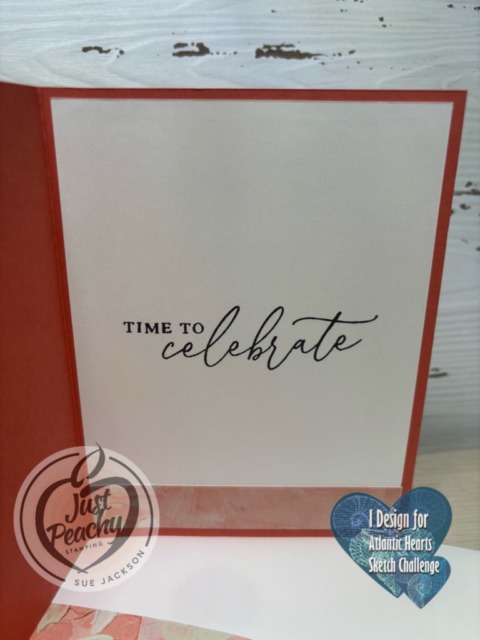 TIME TO
celebrate
Just
Peachy
STAMPING
SUE JACKSON
I Design for
Atlantic Hearts
Sketch Challenge